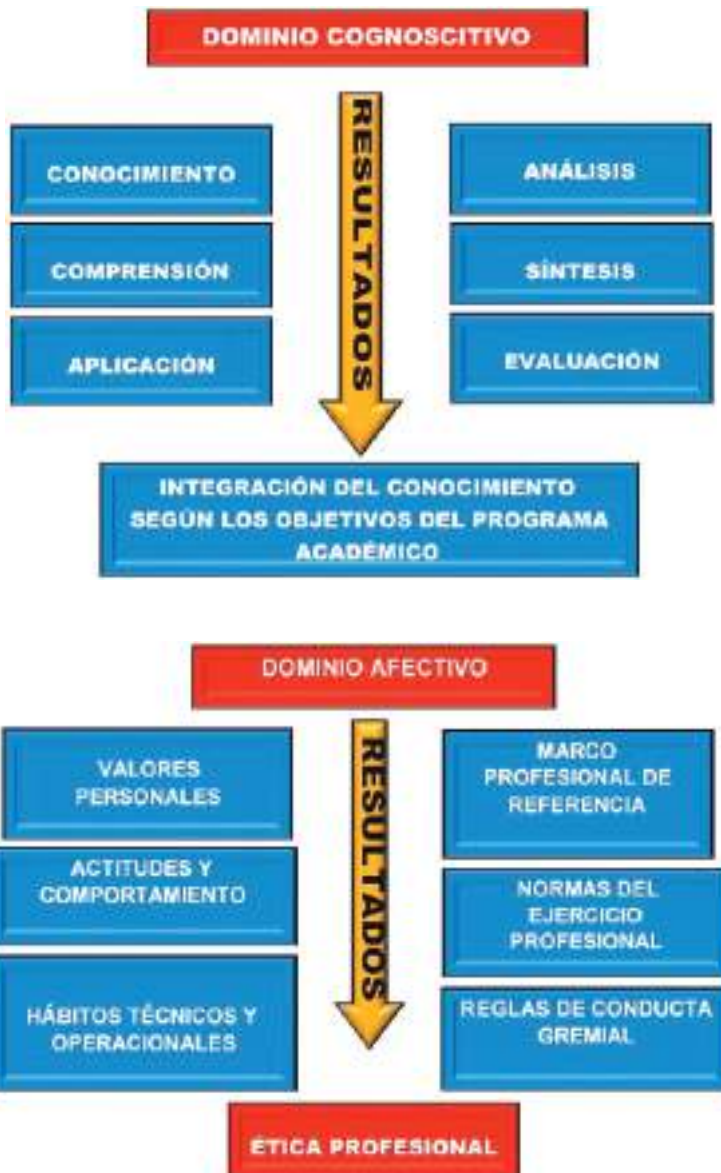 DOMINIO COGNOSCITIVO
CONOCIMIENTO
COMPRENSIÓN
APLICACIÓN
RESULTADOS
ANÁLISIS
SÍNTESIS
EVALUACIÓN
INTEGRACIÓN DEL CONOCIMIENTO
SEGÚN LOS OBJETIVOS DEL PROGRAMA
ACADÉMICO
DOMINIO AFECTIVO
VALORES
PERSONALES
ACTITUDES Y
COMPORTAMIENTO
HÁBITOS TÉCNICOS Y
OPERACIONALES
RESULTADOS
MARCO
PROFESIONAL DE
REFERENCIA
NORMAS DEL
EJERCICIO
PROFESIONAL
REGLAS DE CONDUCTA
GREMIAL
ÉTICA PROFESIONAL